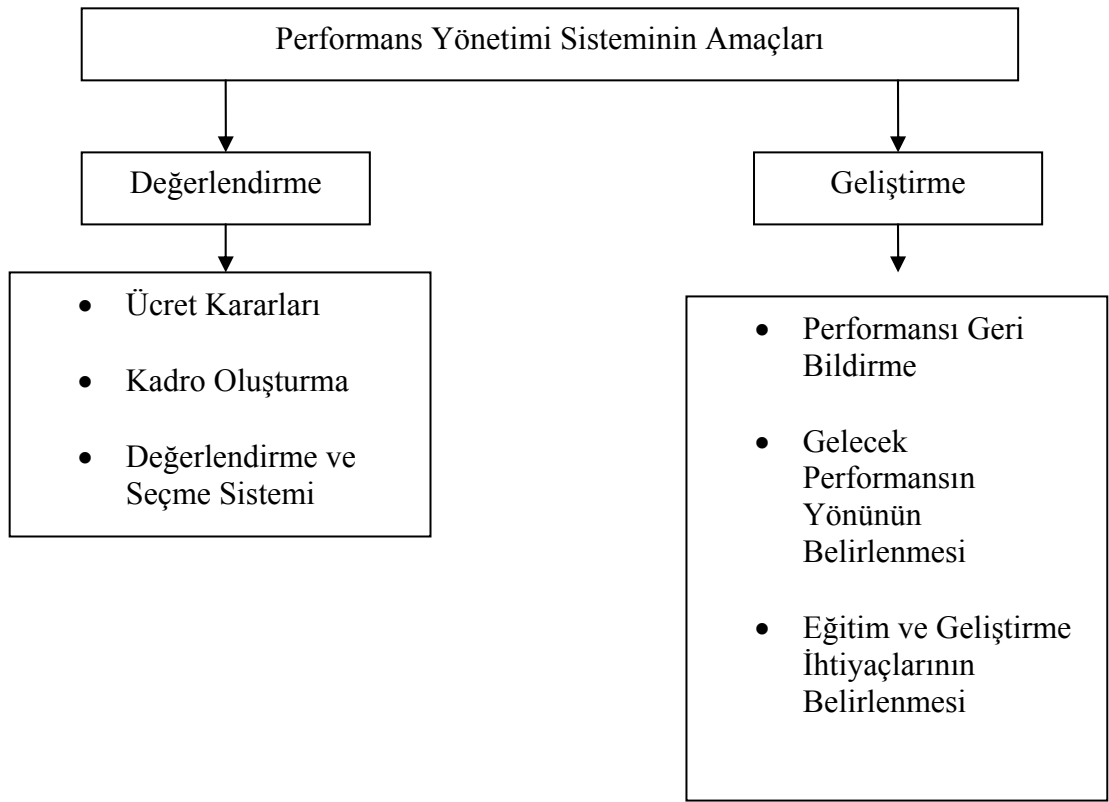 Performans Yönetimi Sisteminin Amaçları
Değerlendirme
Geliştirme
• Ücret Kararları
• Kadro Oluşturma
• Değerlendirme ve
Seçme Sistemi
• Performansı Geri
Bildirme
• Gelecek
Performansın
Yönünün
Belirlenmesi
• Eğitim ve Geliştirme
İhtiyaçlarının
Belirlenmesi